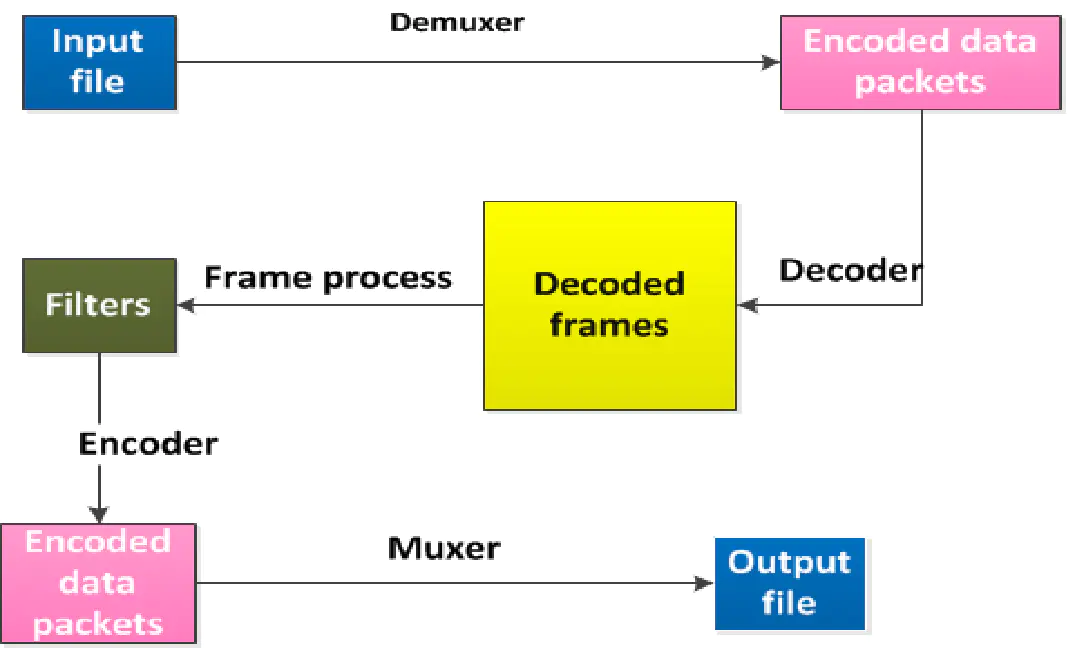 Demuxer
Input
file
Encoded data
packets
Decoder
Decoded
frames
Frame process
Filters
Encoder
Encoded
data
packets
Muxer
Output
file